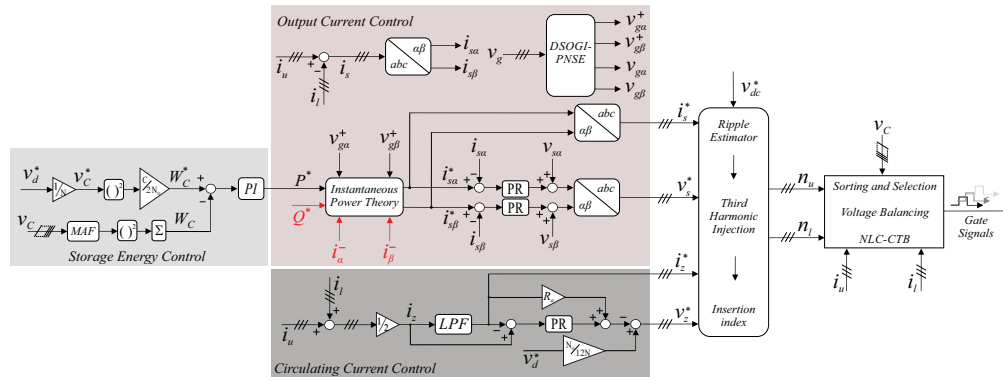 Output Current Control
i_u
i_s
i_l
+
−
αβ
abc
i_sα
i_sβ
v_g
DSOGI-
PNSE
v_gα^+
v_gβ^+
v_gα
v_gβ
v_gα^+
v_gβ^+
P*
Q*
Instantaneous
Power Theory
i_α^−
i_β^−
i_sα*
i_sβ*
i_sα
i_sβ
+
−
+
−
PR
PR
v_sα
v_sβ
+
+
+
+
abc
αβ
abc
αβ
i_s*
v_s*
v_d*
1/N
v_C*
( )²
W_C*
+
−
PI
v_C
MAF
( )²
Σ
W_C
Storage Energy Control
i_l
i_u
+
+
1/2
i_z
LPF
−
+
PR
+
+
−
+
v_d*
i_z*
v_z*
Circulating Current Control
v_dc*
Ripple
Estimator
Third
Harmonic
Injection
Insertion
index
n_u
n_l
v_C
Sorting and Selection
Voltage Balancing
NLC-CTB
i_u
i_l
Gate
Signals